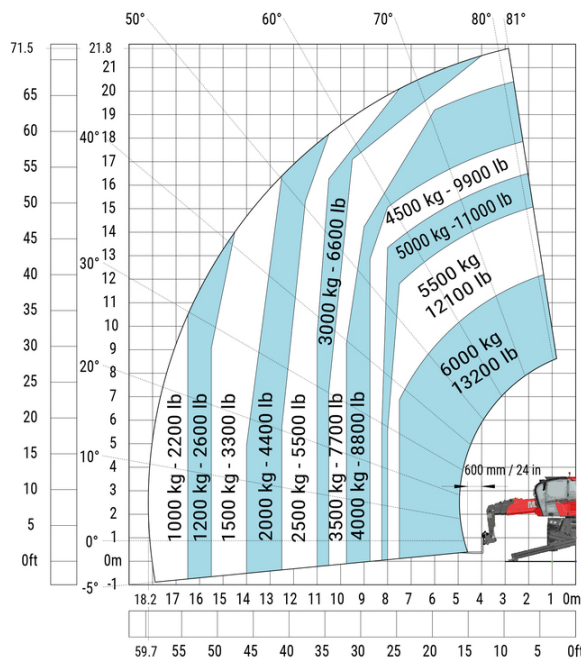 50° 60° 70° 80° 81°
71.5 21.8
21
65 20
19
60 40° 18
17
55 16
50 15
14
45 30° 13
40 12
11
35 10
30 9
20° 8
25 7
20 6
5
15 10° 4
3
10 2
5 0° 1
0ft 0m
-5° -1
1000 kg - 2200 lb
1200 kg - 2600 lb
1500 kg - 3300 lb
2000 kg - 4400 lb
2500 kg - 5500 lb
3000 kg - 6600 lb
3500 kg - 7700 lb
4000 kg - 8800 lb
4500 kg - 9900 lb
5000 kg -11000 lb
5500 kg
12100 lb
6000 kg
13200 lb
600 mm / 24 in
18.2 17 16 15 14 13 12 11 10 9 8 7 6 5 4 3 2 1 0m
59.7 55 50 45 40 35 30 25 20 15 10 5 0ft